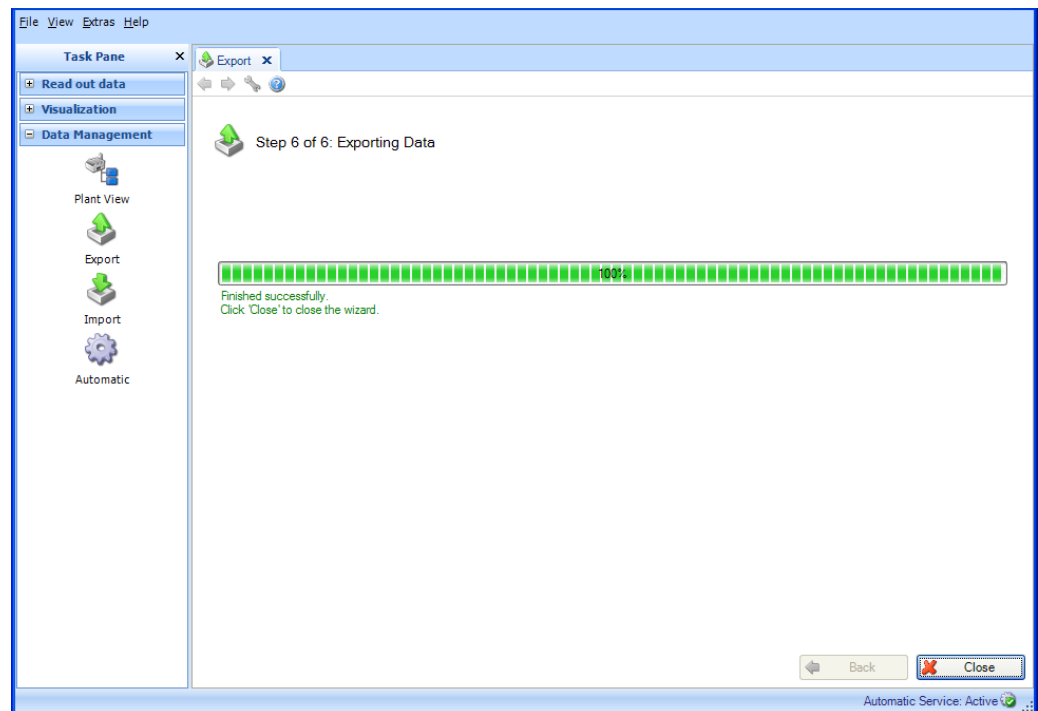 File View Extras Help
Task Pane
Read out data
Visualization
Data Management
Plant View
Export
Import
Automatic
Export
Step 6 of 6: Exporting Data
100%
Finished successfully.
Click 'Close' to close the wizard.
Back
Close
Automatic Service: Active